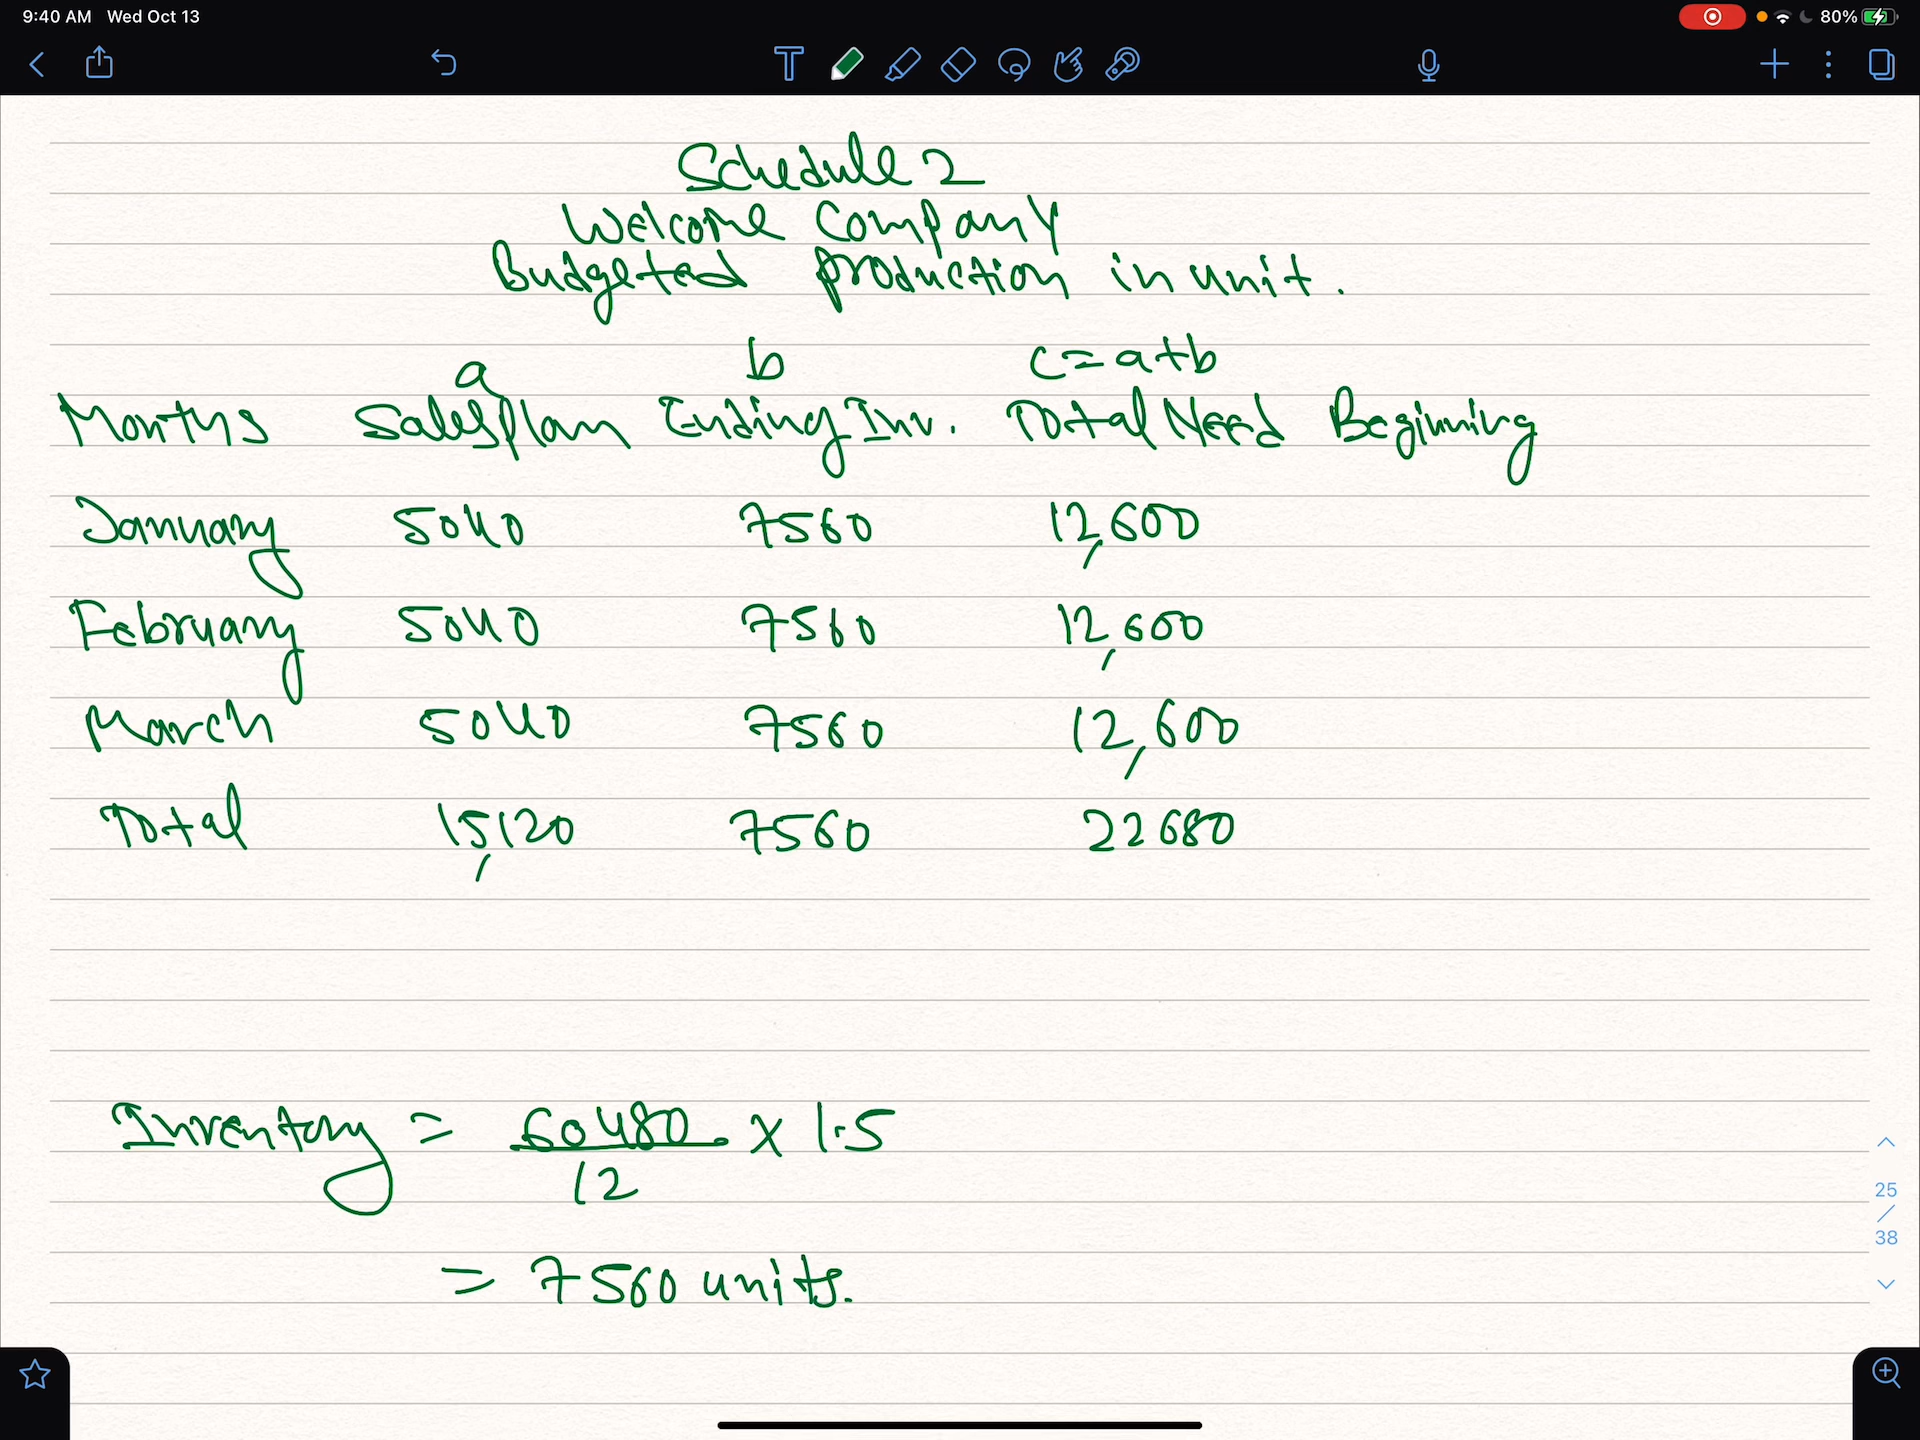 9:40 AM Wed Oct 13 80%
Schedule 2
Welcome Company
Budgeted production in unit.
a b c=a+b
Months Salesplan Ending Inv. Total Need Beginning
January 5040 7560 12,600
February 5040 7560 12,600
March 5040 7560 12,600
Total 15,120 7560 22680
Inventory = 60480 x 1.5
12
= 7560 units.
25
/
38